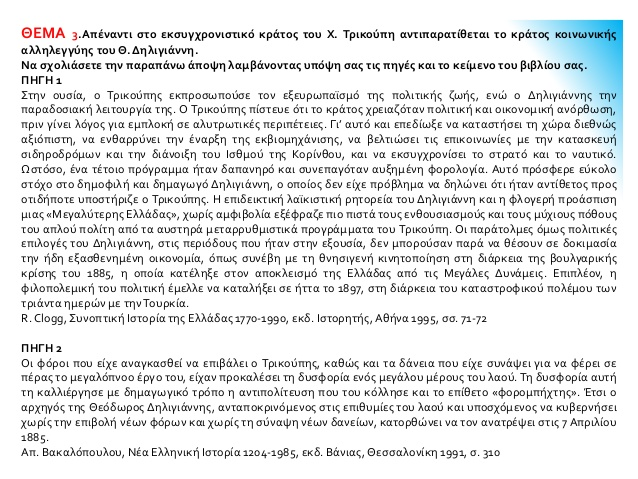 ΘΕΜΑ 3.Απέναντι στο εκσυγχρονιστικό κράτος του Χ. Τρικούπη αντιπαρατίθεται το κράτος κοινωνικής
αλληλεγγύης του Θ. Δηλιγιάννη.
Να σχολιάσετε την παραπάνω άποψη λαμβάνοντας υπόψη σας τις πηγές και το κείμενο του βιβλίου σας.
ΠΗΓΗ 1
Στην ουσία, ο Τρικούπης εκπροσωπούσε τον εξευρωπαϊσμό της πολιτικής ζωής, ενώ ο Δηλιγιάννης την
παραδοσιακή λειτουργία της. Ο Τρικούπης πίστευε ότι το κράτος χρειαζόταν πολιτική και οικονομική ανόρθωση,
πριν γίνει λόγος για εμπλοκή σε αλυτρωτικές περιπέτειες. Γι' αυτό και επεδίωξε να καταστήσει τη χώρα διεθνώς
αξιόπιστη, να ενθαρρύνει την έναρξη της εκβιομηχάνισης, να βελτιώσει τις επικοινωνίες με την κατασκευή
σιδηροδρόμων και την διάνοιξη του Ισθμού της Κορίνθου, και να εκσυγχρονίσει το στρατό και το ναυτικό.
Ωστόσο, ένα τέτοιο πρόγραμμα ήταν δαπανηρό και συνεπαγόταν αυξημένη φορολογία. Αυτό πρόσφερε εύκολο
στόχο στο δημοφιλή και δημαγωγό Δηλιγιάννη, ο οποίος δεν είχε πρόβλημα να δηλώνει ότι ήταν αντίθετος προς
οτιδήποτε υποστήριζε ο Τρικούπης. Η επιδεικτική λαϊκιστική ρητορεία του Δηλιγιάννη και η φλογερή προάσπιση
μιας «Μεγαλύτερης Ελλάδας», χωρίς αμφιβολία εξέφραζε πιο πιστά τους ενθουσιασμούς και τους μύχιους πόθους
του απλού πολίτη από τα αυστηρά μεταρρυθμιστικά προγράμματα του Τρικούπη. Οι παράτολμες όμως πολιτικές
επιλογές του Δηλιγιάννη, στις περιόδους που ήταν στην εξουσία, δεν μπορούσαν παρά να θέσουν σε δοκιμασία
την ήδη εξασθενημένη οικονομία, όπως συνέβη με τη θνησιγενή κινητοποίηση στη διάρκεια της βουλγαρικής
κρίσης του 1885, η οποία κατέληξε στον αποκλεισμό της Ελλάδας από τις Μεγάλες Δυνάμεις. Επιπλέον, η
φιλοπολεμική του πολιτική έμελλε να καταλήξει σε ήττα το 1897, στη διάρκεια του καταστροφικού πολέμου των
τριάντα ημερών με την Τουρκία.
R. Clogg, Συνοπτική Ιστορία της Ελλάδας 1770-1990, εκδ. Ιστορητής, Αθήνα 1995, σσ. 71-72
ΠΗΓΗ 2
Οι φόροι που είχε αναγκασθεί να επιβάλει ο Τρικούπης, καθώς και τα δάνεια που είχε συνάψει για να φέρει σε
πέρας το μεγαλόπνοο έργο του, είχαν προκαλέσει τη δυσφορία ενός μεγάλου μέρους του λαού. Τη δυσφορία αυτή
τη καλλιέργησε με δημαγωγικό τρόπο η αντιπολίτευση που του κόλλησε και το επίθετο «φορομπήχτης». Έτσι ο
αρχηγός της Θεόδωρος Δηλιγιάννης, ανταποκρινόμενος στις επιθυμίες του λαού και υποσχόμενος να κυβερνήσει
χωρίς την επιβολή νέων φόρων και χωρίς τη σύναψη νέων δανείων, κατορθώνει να τον ανατρέψει στις 7 Απριλίου
1885.
Απ. Βακαλόπουλου, Νέα Ελληνική Ιστορία 1204-1985, εκδ. Βάνιας, Θεσσαλονίκη 1991, σ. 310